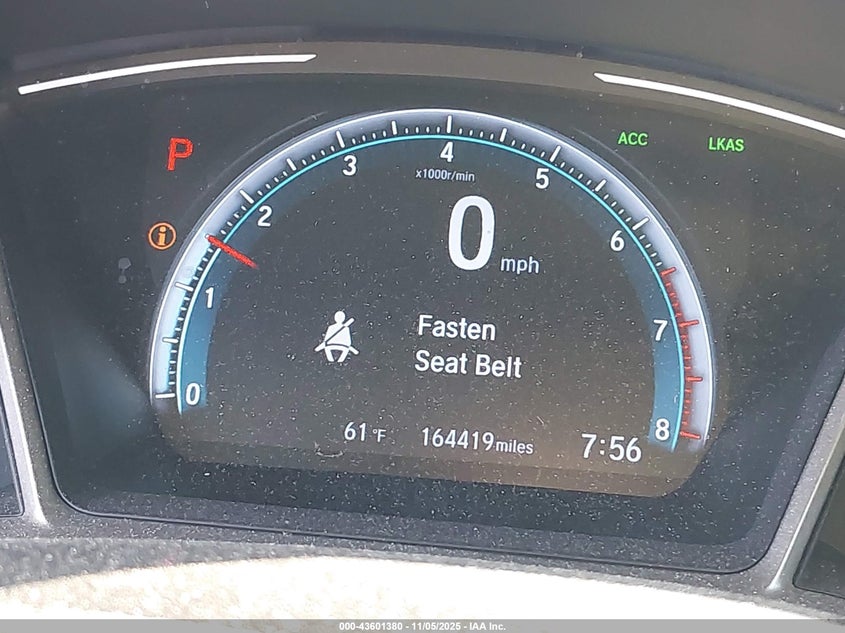 P
ACC
LKAS
0
1
2
3
4
5
6
7
8
x1000r/min
0 mph
i
Fasten
Seat Belt
61 °F
164419 miles
7:56
000-43601380 - 11/05/2025 - IAA Inc.